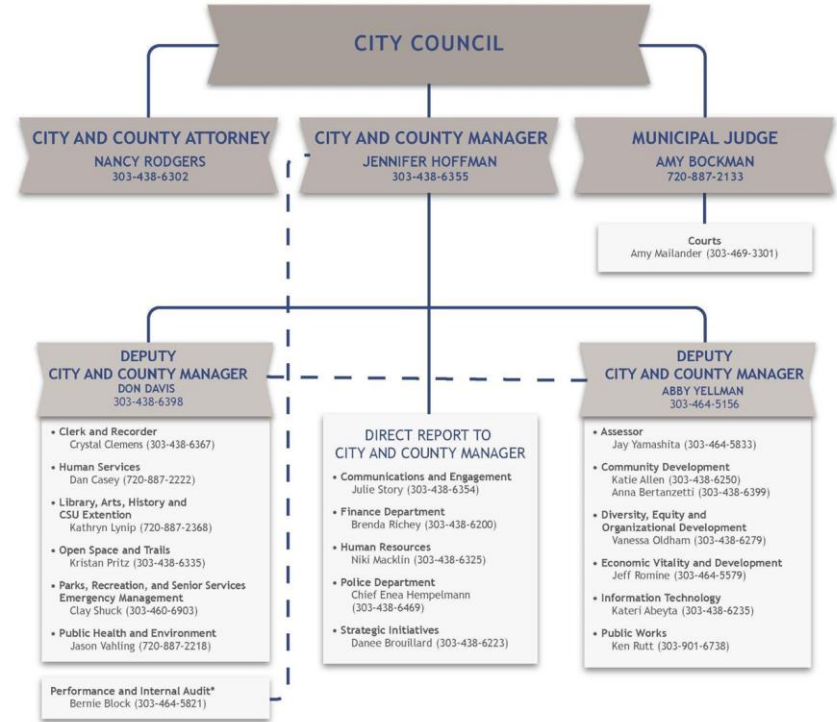 CITY COUNCIL
CITY AND COUNTY ATTORNEY
NANCY RODGERS
303-438-6302
CITY AND COUNTY MANAGER
JENNIFER HOFFMAN
303-438-6355
MUNICIPAL JUDGE
AMY BOCKMAN
720-887-2133
Courts
Amy Mailander (303-469-3301)
DEPUTY
CITY AND COUNTY MANAGER
DON DAVIS
303-438-6398
• Clerk and Recorder
Crystal Clemens (303-438-6367)
• Human Services
Dan Casey (720-887-2222)
• Library, Arts, History and
CSU Extention
Kathryn Lynip (720-887-2368)
• Open Space and Trails
Kristan Pritz (303-438-6335)
• Parks, Recreation, and Senior Services
Emergency Management
Clay Shuck (303-460-6903)
• Public Health and Environment
Jason Vahling (720-887-2218)
Performance and Internal Audit*
Bernie Block (303-464-5821)
DIRECT REPORT TO
CITY AND COUNTY MANAGER
• Communications and Engagement
Julie Story (303-438-6354)
• Finance Department
Brenda Richey (303-438-6200)
• Human Resources
Niki Macklin (303-438-6325)
• Police Department
Chief Enea Hempelmann
(303-438-6469)
• Strategic Initiatives
Danee Brouillard (303-438-6223)
DEPUTY
CITY AND COUNTY MANAGER
ABBY YELLMAN
303-464-5156
• Assessor
Jay Yamashita (303-464-5833)
• Community Development
Katie Allen (303-438-6250)
Anna Bertanzetti (303-438-6399)
• Diversity, Equity and
Organizational Development
Vanessa Oldham (303-438-6279)
• Economic Vitality and Development
Jeff Romine (303-464-5579)
• Information Technology
Kateri Abeyta (303-438-6235)
• Public Works
Ken Rutt (303-901-6738)